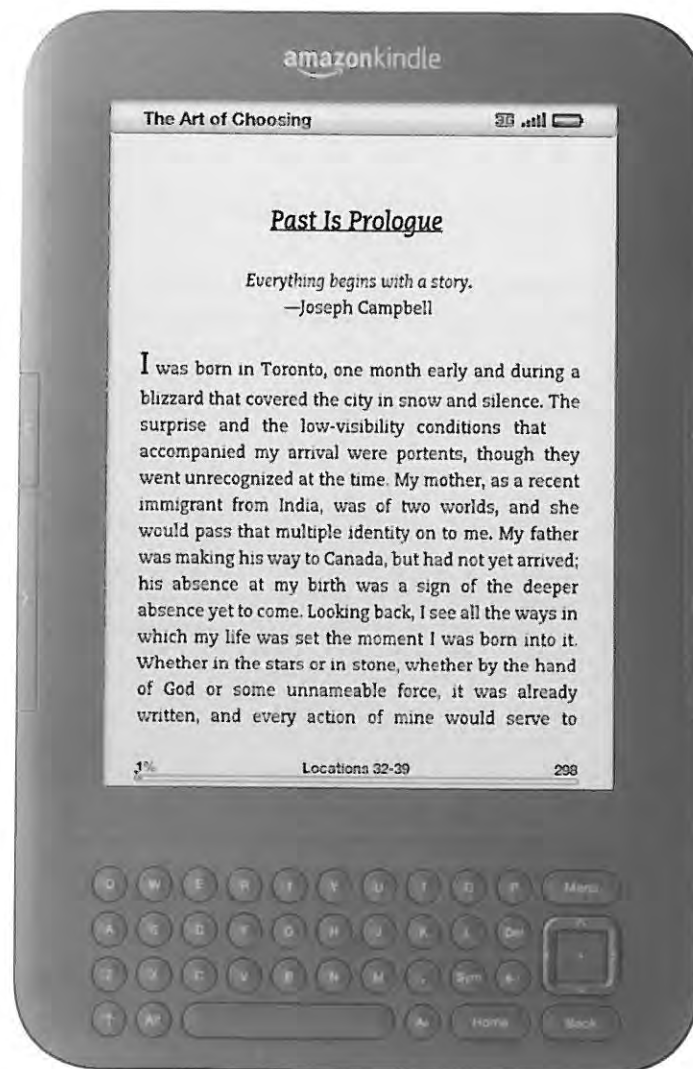 amazonkindle
The Art of Choosing 3G
Past Is Prologue
Everything begins with a story.
—Joseph Campbell
I was born in Toronto, one month early and during a
blizzard that covered the city in snow and silence. The
surprise and the low-visibility conditions that
accompanied my arrival were portents, though they
went unrecognized at the time. My mother, as a recent
immigrant from India, was of two worlds, and she
would pass that multiple identity on to me. My father
was making his way to Canada, but had not yet arrived;
his absence at my birth was a sign of the deeper
absence yet to come. Looking back, I see all the ways in
which my life was set the moment I was born into it.
Whether in the stars or in stone, whether by the hand
of God or some unnameable force, it was already
written, and every action of mine would serve to
1% Locations 32-39 298
Q W E R T Y U I O P Menu
A S D F G H J K L Del
Z X C V B N M . Sym
Alt Aa Home Back